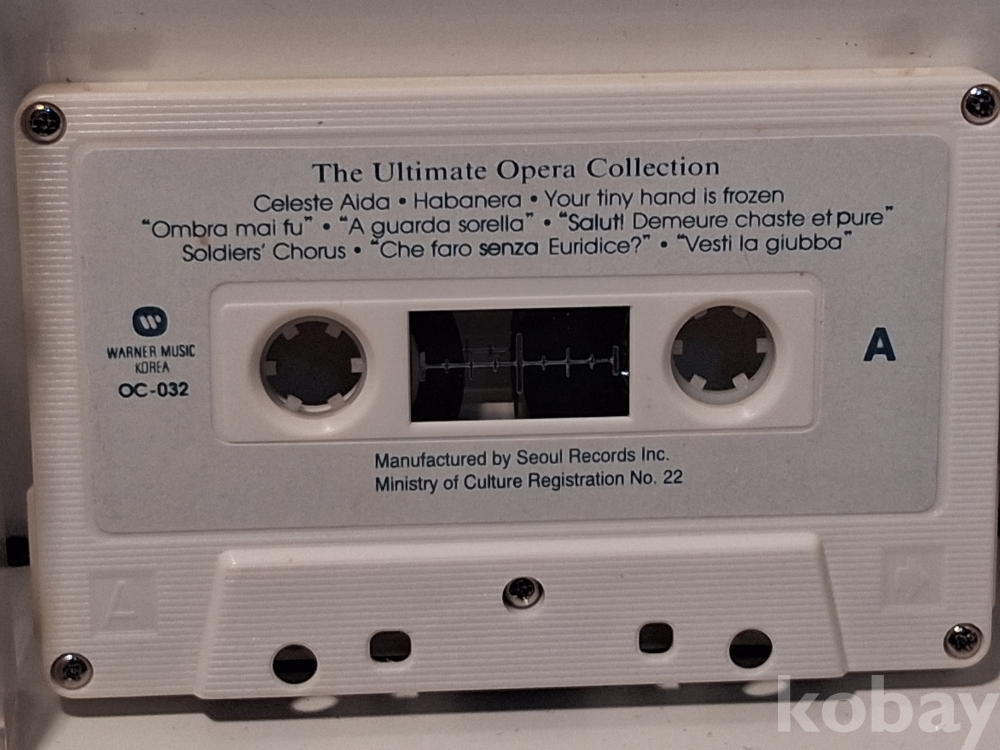 The Ultimate Opera Collection
Celeste Aida • Habanera • Your tiny hand is frozen
"Ombra mai fu" • "A guarda sorella" • "Salut! Demeure chaste et pure"
Soldiers' Chorus • "Che faro senza Euridice?" • "Vesti la giubba"
WARNER MUSIC
KOREA
OC-032
A
Manufactured by Seoul Records Inc.
Ministry of Culture Registration No. 22
A
kobay